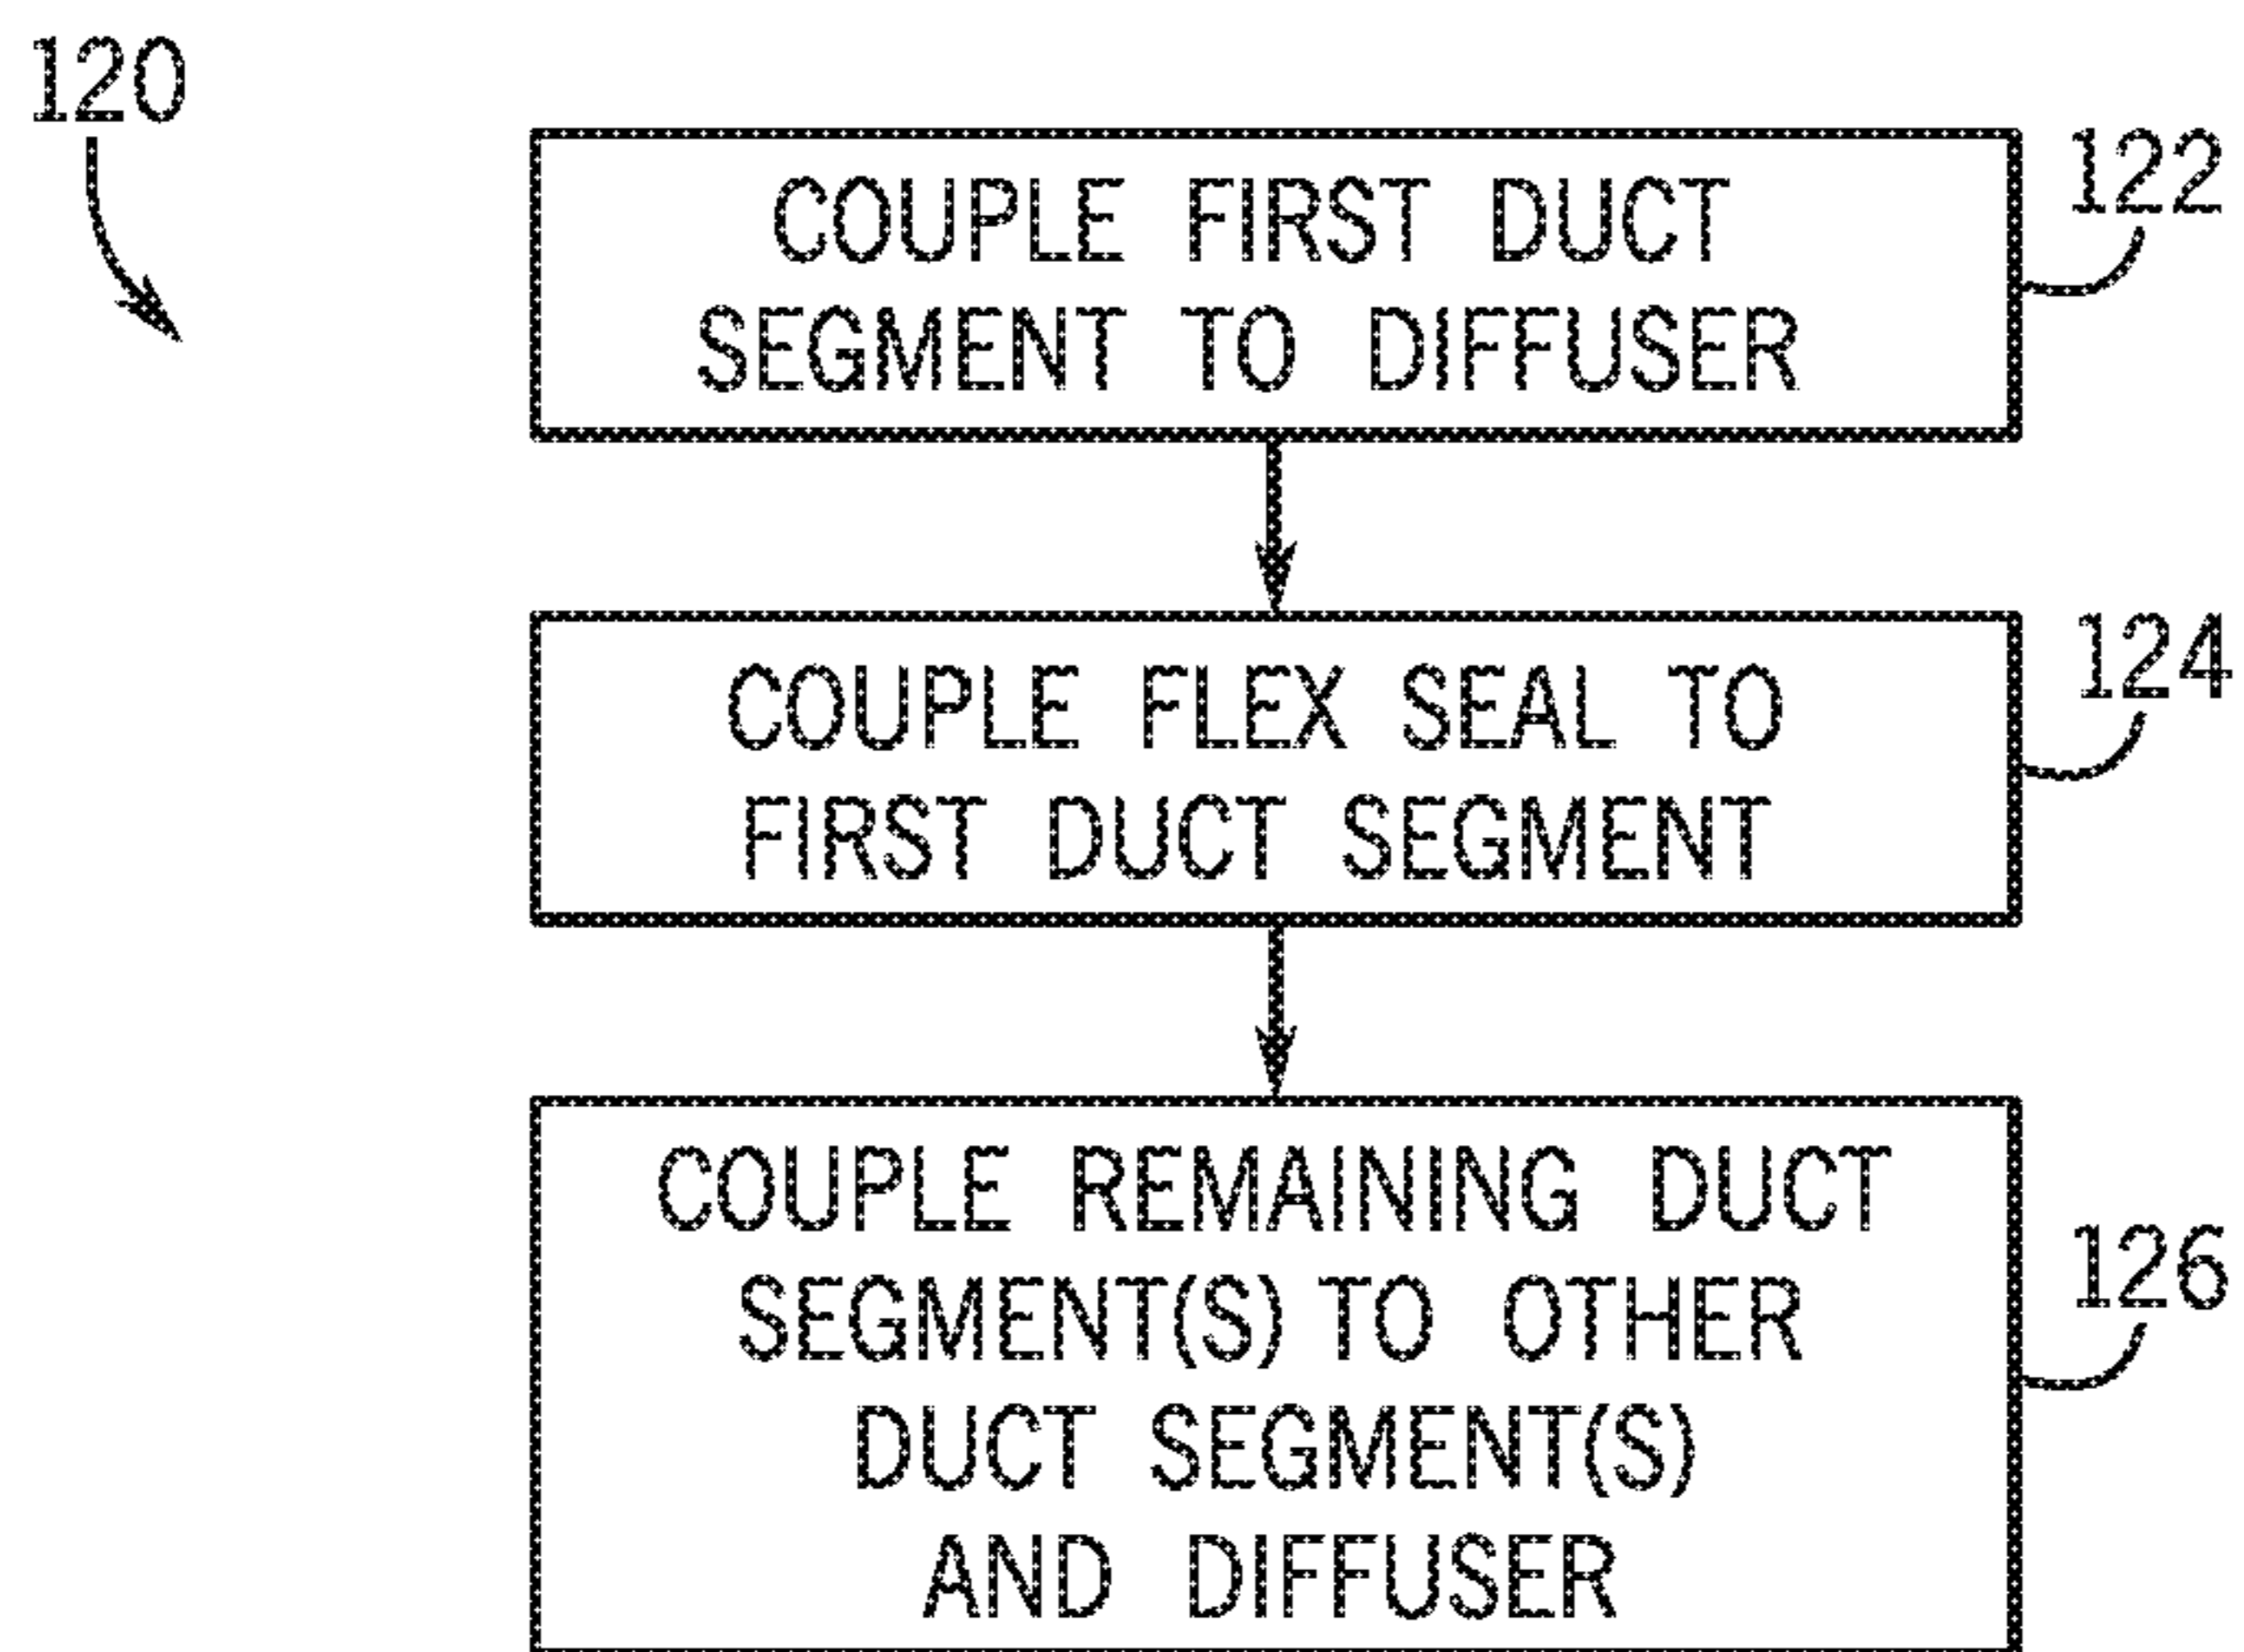 120
COUPLE FIRST DUCT
SEGMENT TO DIFFUSER
122
COUPLE FLEX SEAL TO
FIRST DUCT SEGMENT
124
COUPLE REMAINING DUCT
SEGMENT(S) TO OTHER
DUCT SEGMENT(S)
AND DIFFUSER
126